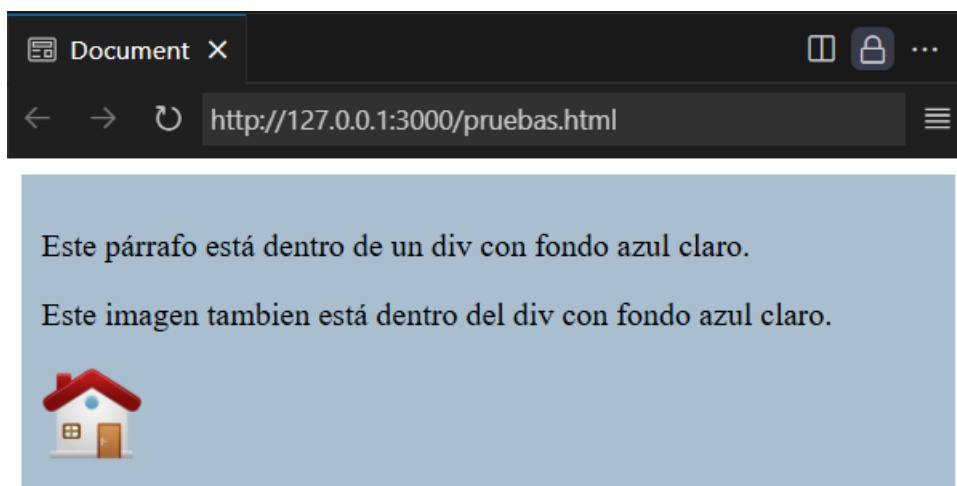 Document
http://127.0.0.1:3000/pruebas.html
Este párrafo está dentro de un div con fondo azul claro.
Este imagen tambien está dentro del div con fondo azul claro.